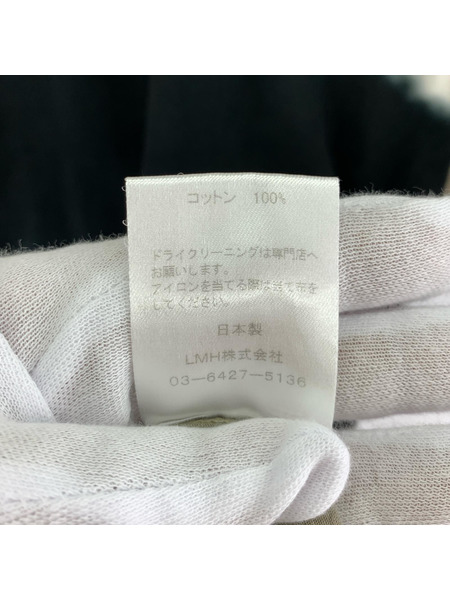 コットン 100%
ドライクリーニングは専門店へ
お願いします。
アイロンを当てる際は当て布を
してください。
日本製
LMH株式会社
03-6427-5136